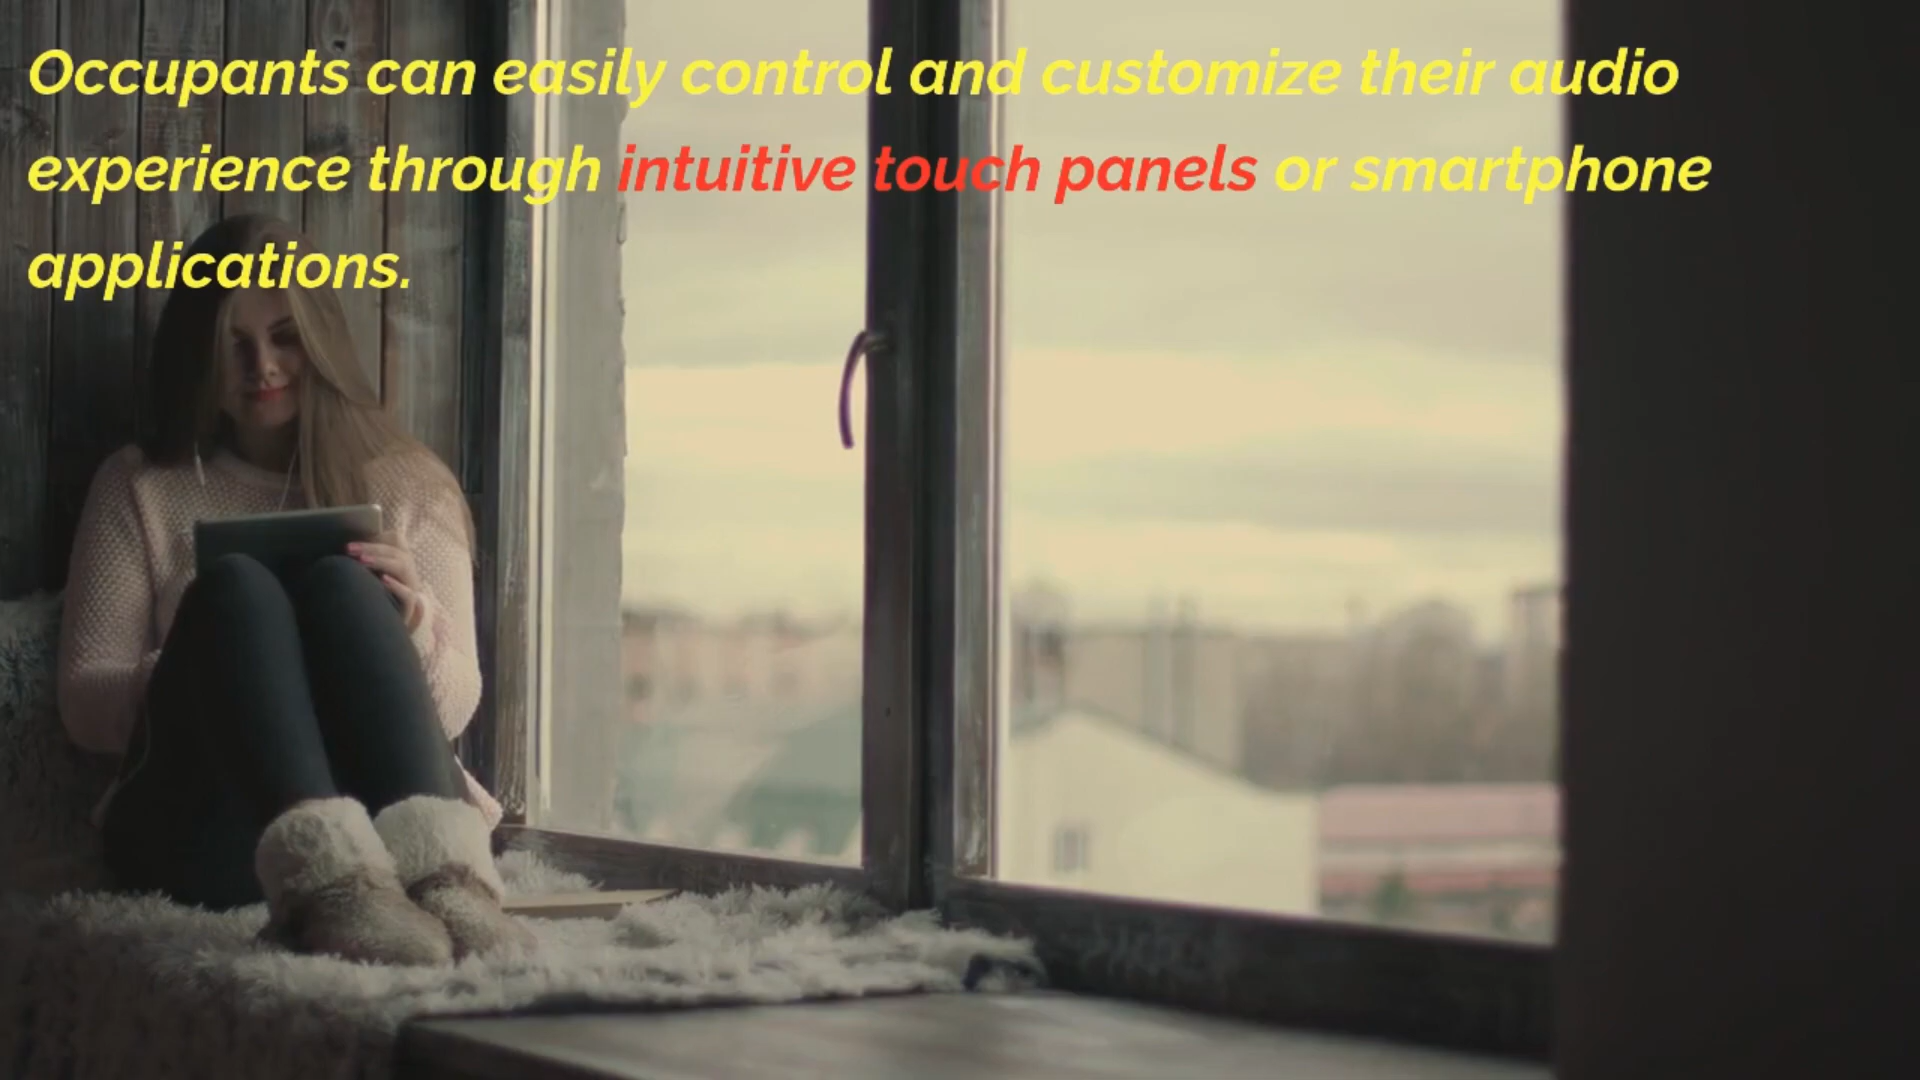 Occupants can easily control and customize their audio
experience through intuitive touch panels or smartphone
applications.